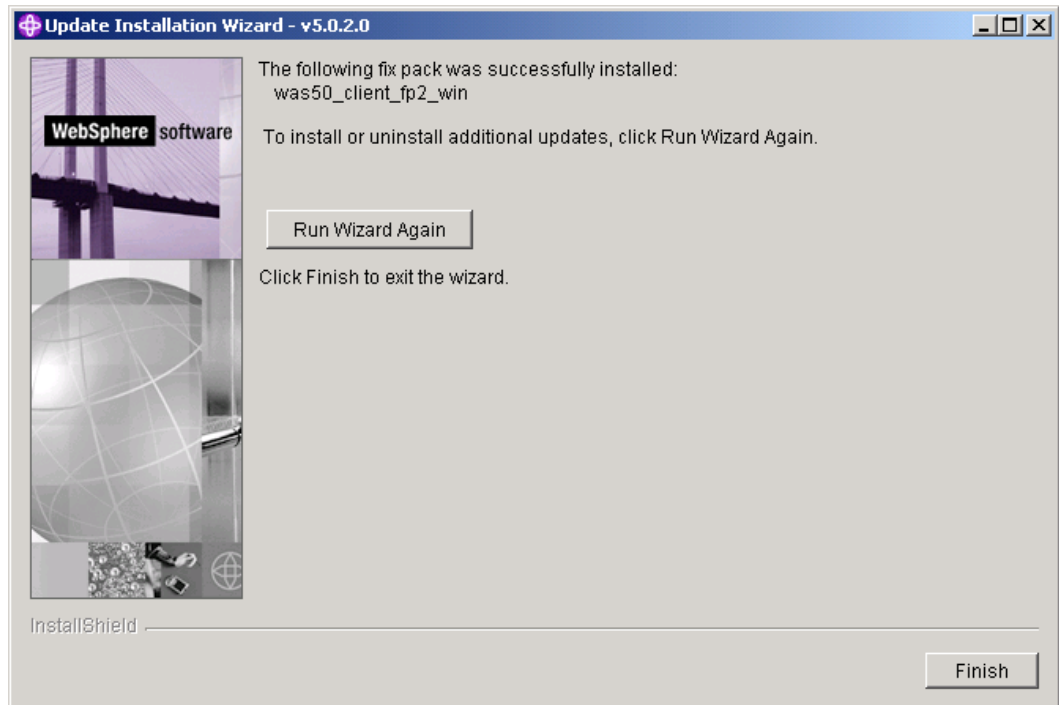 Update Installation Wizard - v5.0.2.0
The following fix pack was successfully installed:
was50_client_fp2_win
WebSphere software
To install or uninstall additional updates, click Run Wizard Again.
Run Wizard Again
Click Finish to exit the wizard.
InstallShield
Finish